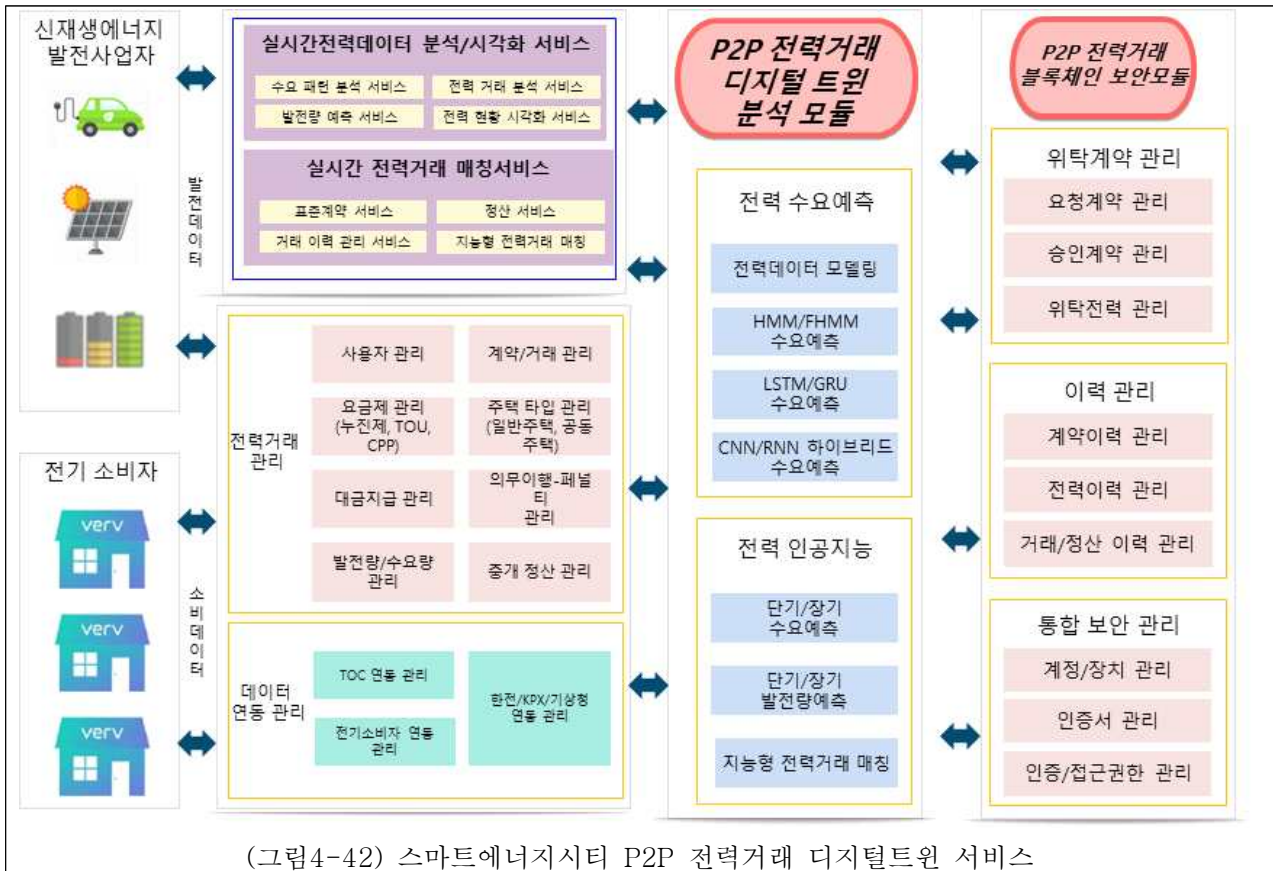 신재생에너지
발전사업자
발전데이터
전기 소비자
verv
verv
verv
소비데이터
실시간전력데이터 분석/시각화 서비스
수요 패턴 분석 서비스
전력 거래 분석 서비스
발전량 예측 서비스
전력 현황 시각화 서비스
실시간 전력거래 매칭서비스
표준계약 서비스
정산 서비스
거래 이력 관리 서비스
지능형 전력거래 매칭
전력거래
관리
사용자 관리
계약/거래 관리
요금제 관리
(누진제, TOU,
CPP)
주택 타입 관리
(일반주택, 공동
주택)
대금지급 관리
의무이행-페널
티
관리
발전량/수요량
관리
중개 정산 관리
데이터
연동 관리
TOC 연동 관리
전기소비자 연동
관리
한전/KPX/기상청
연동 관리
P2P 전력거래
디지털 트윈
분석 모듈
전력 수요예측
전력데이터 모델링
HMM/FHMM
수요예측
LSTM/GRU
수요예측
CNN/RNN 하이브리드
수요예측
전력 인공지능
단기/장기
수요예측
단기/장기
발전량예측
지능형 전력거래 매칭
P2P 전력거래
블록체인 보안모듈
위탁계약 관리
요청계약 관리
승인계약 관리
위탁전력 관리
이력 관리
계약이력 관리
전력이력 관리
거래/정산 이력 관리
통합 보안 관리
계정/장치 관리
인증서 관리
인증/접근권한 관리
(그림4-42) 스마트에너지시티 P2P 전력거래 디지털트윈 서비스